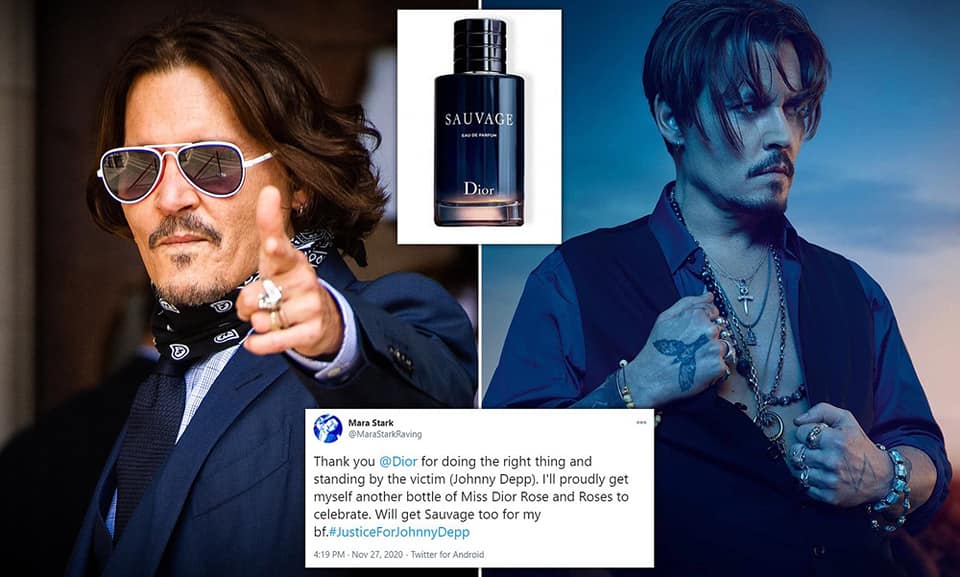 SAUVAGE
EAU DE PARFUM
Dior
Mara Stark
@MaraStarkRaving
Thank you @Dior for doing the right thing and
standing by the victim (Johnny Depp). I'll proudly get
myself another bottle of Miss Dior Rose and Roses to
celebrate. Will get Sauvage too for my
bf.#JusticeForJohnnyDepp
4:19 PM · Nov 27, 2020 · Twitter for Android